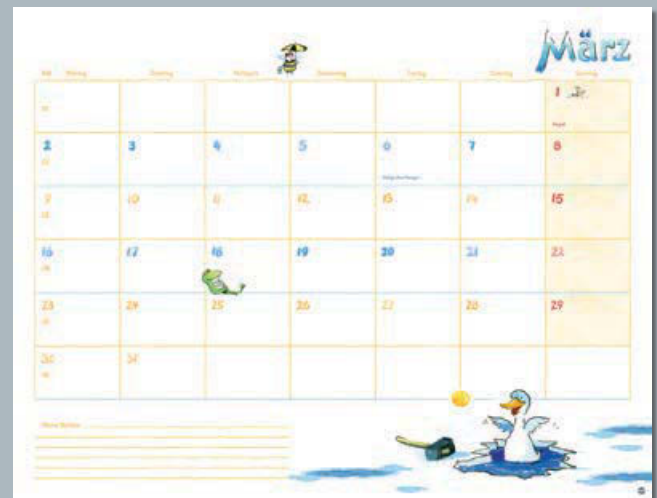 März
Montag Dienstag Mittwoch Donnerstag Freitag Samstag Sonntag
1
2 3 4 5 6 7 8
9 10 11 12 13 14 15
16 17 18 19 20 21 22
23 24 25 26 27 28 29
30 31